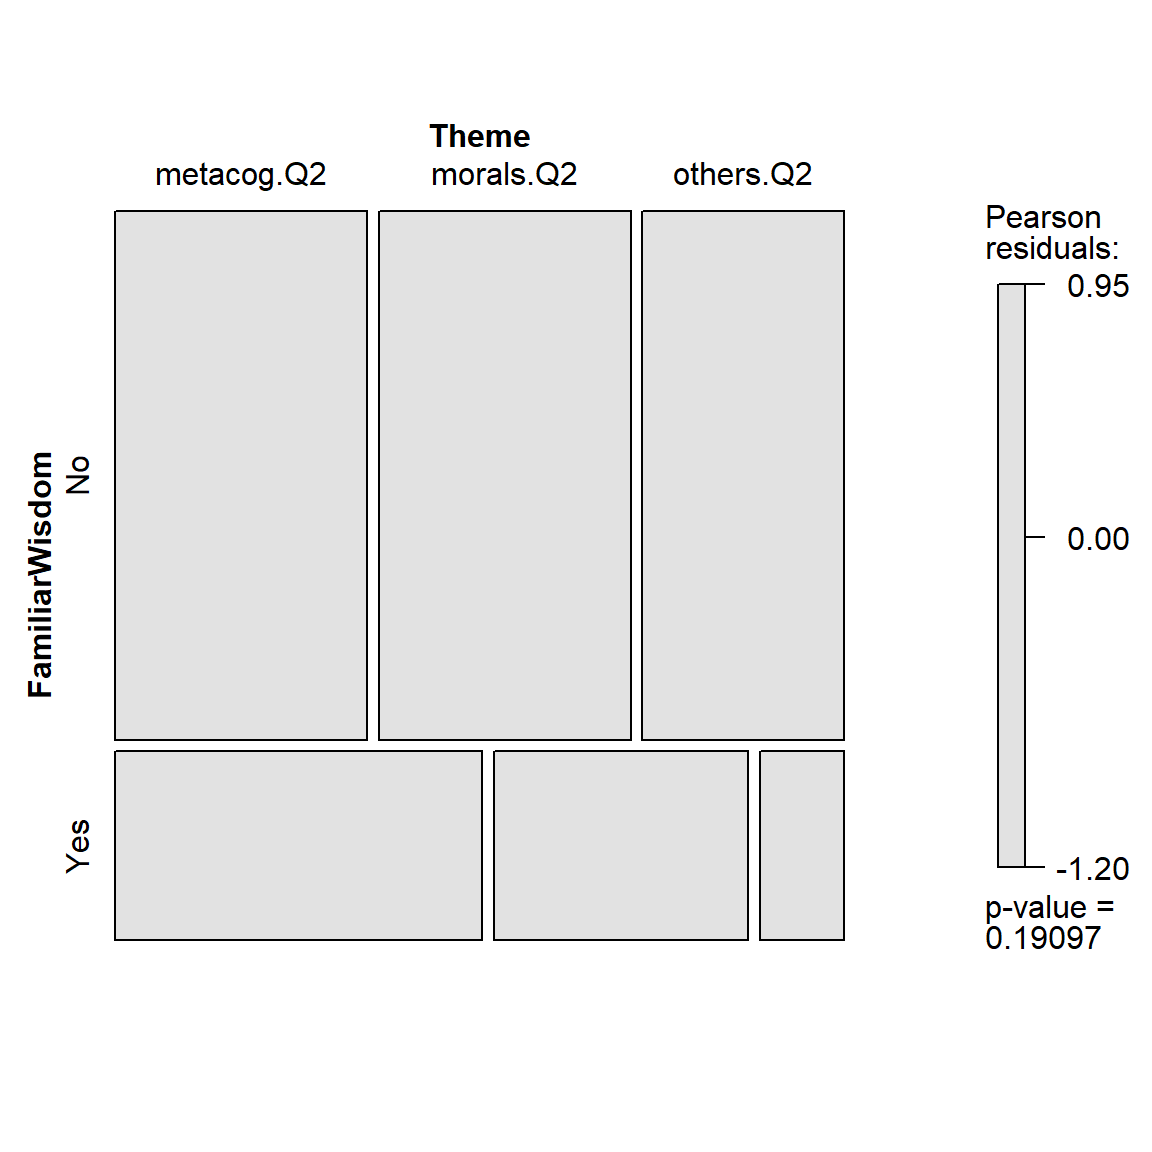 Theme
metacog.Q2 morals.Q2 others.Q2
FamiliarWisdom
No
Yes
Pearson
residuals:
0.95
0.00
-1.20
p-value =
0.19097